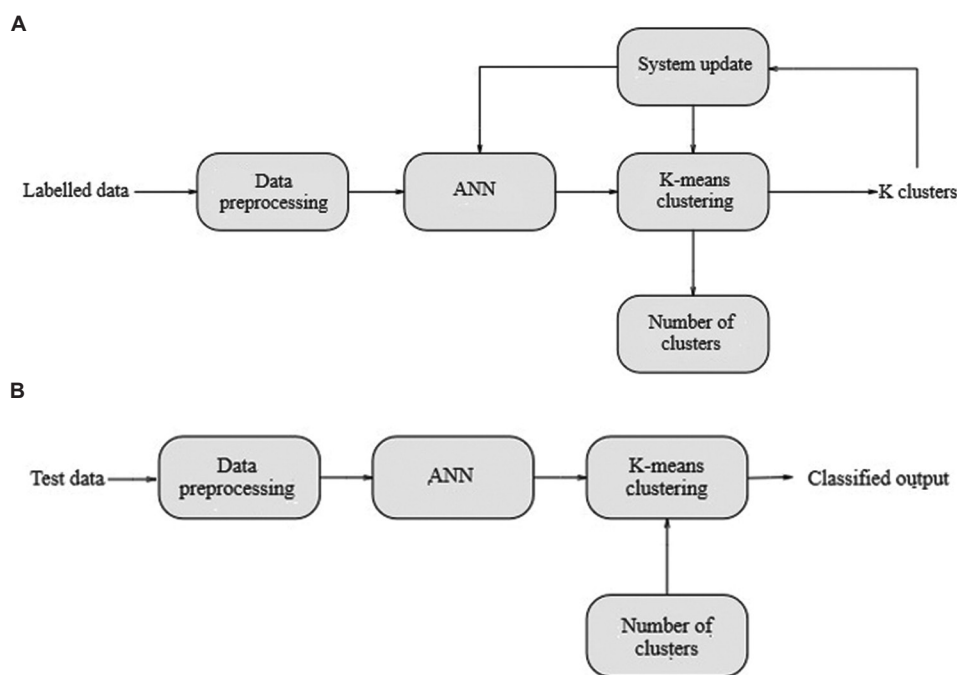 A
System update
Labelled data
Data
preprocessing
ANN
K-means
clustering
K clusters
Number of
clusters
B
Test data
Data
preprocessing
ANN
K-means
clustering
Classified output
Number of
clusters